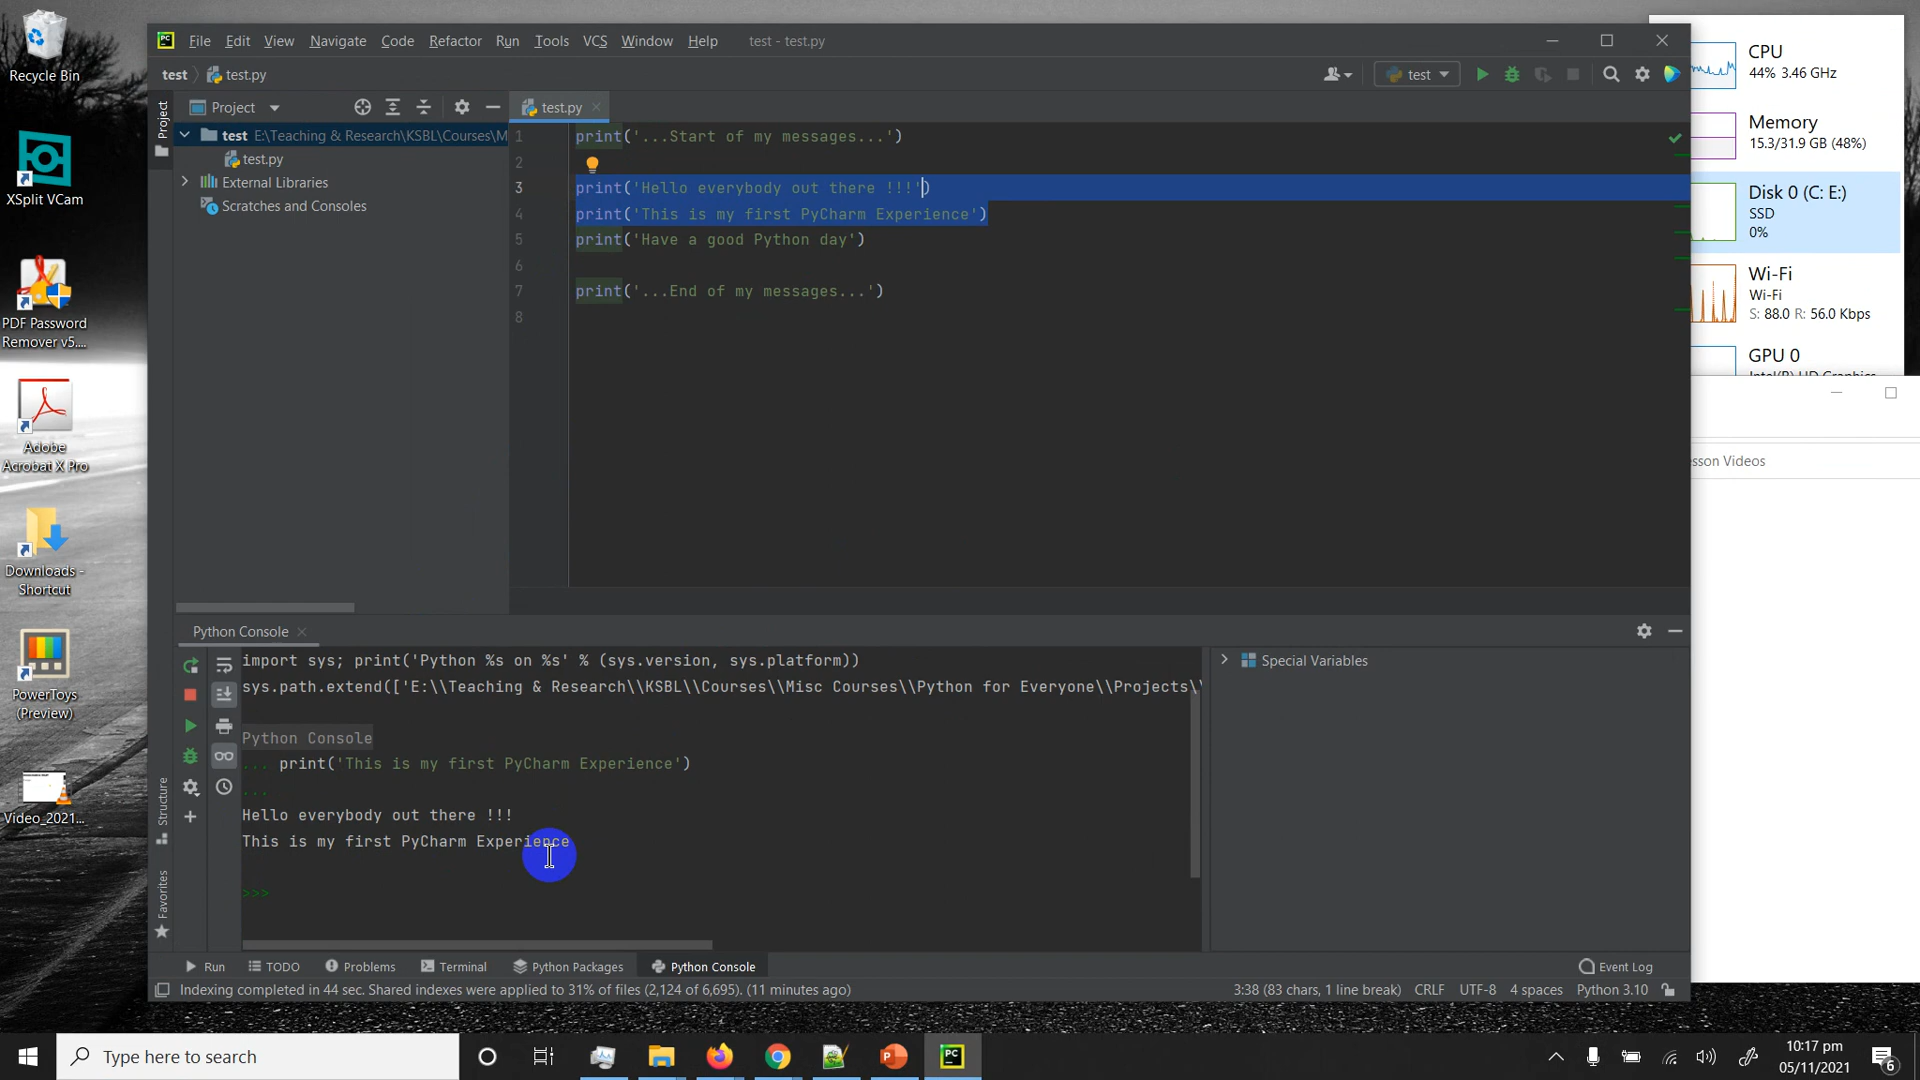 Recycle Bin
XSplit VCam
PDF Password
Remover v5....
Adobe
Acrobat X Pro
Downloads -
Shortcut
PowerToys
(Preview)
Video_2021...
PC
File Edit View Navigate Code Refactor Run Tools VCS Window Help test - test.py
test test.py
test
Project
Project
test.py
test E:\Teaching & Research\KSBL\Courses\M
test.py
External Libraries
Scratches and Consoles
1 print('...Start of my messages...')
2
3 print('Hello everybody out there !!!')
4 print('This is my first PyCharm Experience')
5 print('Have a good Python day')
6
7 print('...End of my messages...')
8
Structure
Favorites
Python Console
import sys; print('Python %s on %s' % (sys.version, sys.platform))
sys.path.extend(['E:\\Teaching & Research\\KSBL\\Courses\\Misc Courses\\Python for Everyone\\Projects\\
Python Console
... print('This is my first PyCharm Experience')
...
Hello everybody out there !!!
This is my first PyCharm Experience
>>>
Special Variables
Run TODO Problems Terminal Python Packages Python Console Event Log
Indexing completed in 44 sec. Shared indexes were applied to 31% of files (2,124 of 6,695). (11 minutes ago) 3:38 (83 chars, 1 line break) CRLF UTF-8 4 spaces Python 3.10
CPU
44% 3.46 GHz
Memory
15.3/31.9 GB (48%)
Disk 0 (C: E:)
SSD
0%
Wi-Fi
Wi-Fi
S: 88.0 R: 56.0 Kbps
GPU 0
sson Videos
Type here to search
PC
10:17 pm
05/11/2021
6